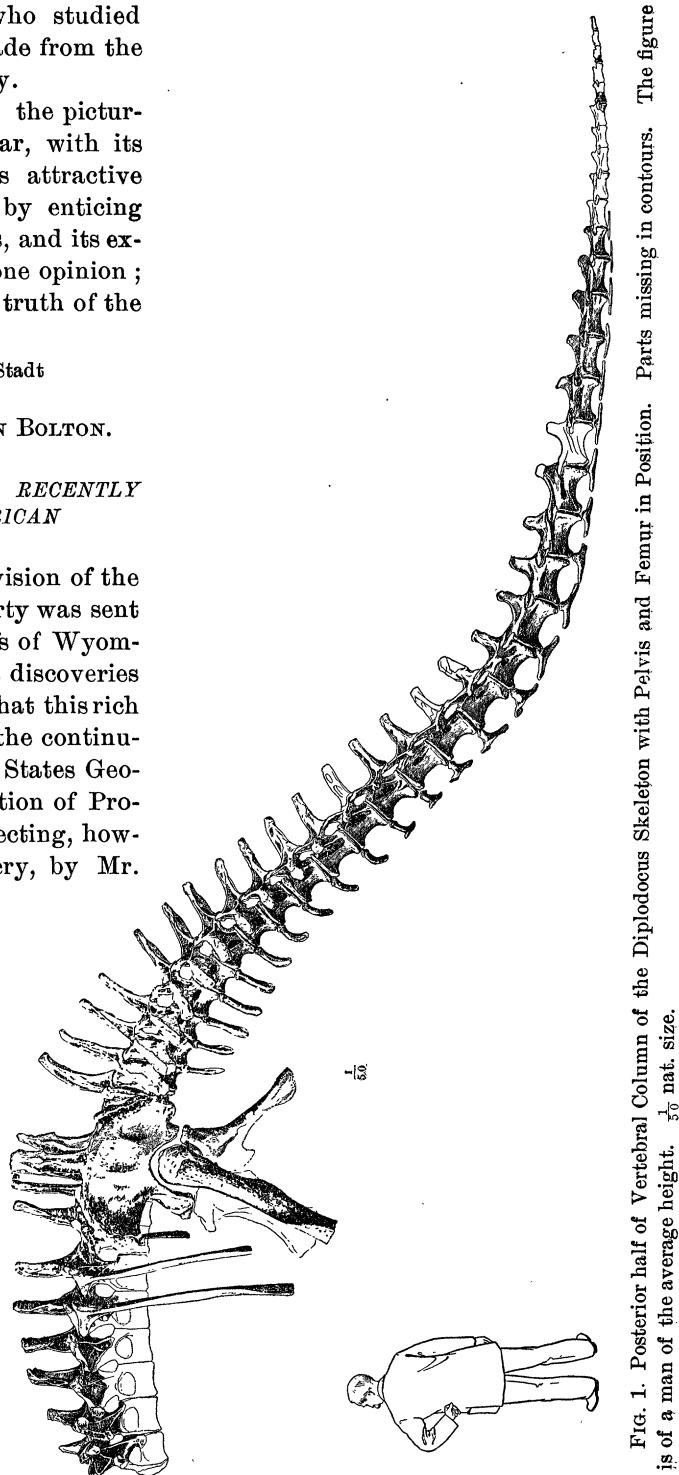 who studied
ade from the
y.
the pictur-
ar, with its
s attractive
by enticing
s, and its ex-
one opinion ;
truth of the
Stadt
N BOLTON.
RECENTLY
RICAN
vision of the
rty was sent
fs of Wyom-
discoveries
hat this rich
the continu-
States Geo-
tion of Pro-
ecting, how-
ery, by Mr.
1/50
FIG. 1. Posterior half of Vertebral Column of the Diplodocus Skeleton with Pelvis and Femur in Position. Parts missing in contours. The figure
is of a man of the average height. 1/50 nat. size.